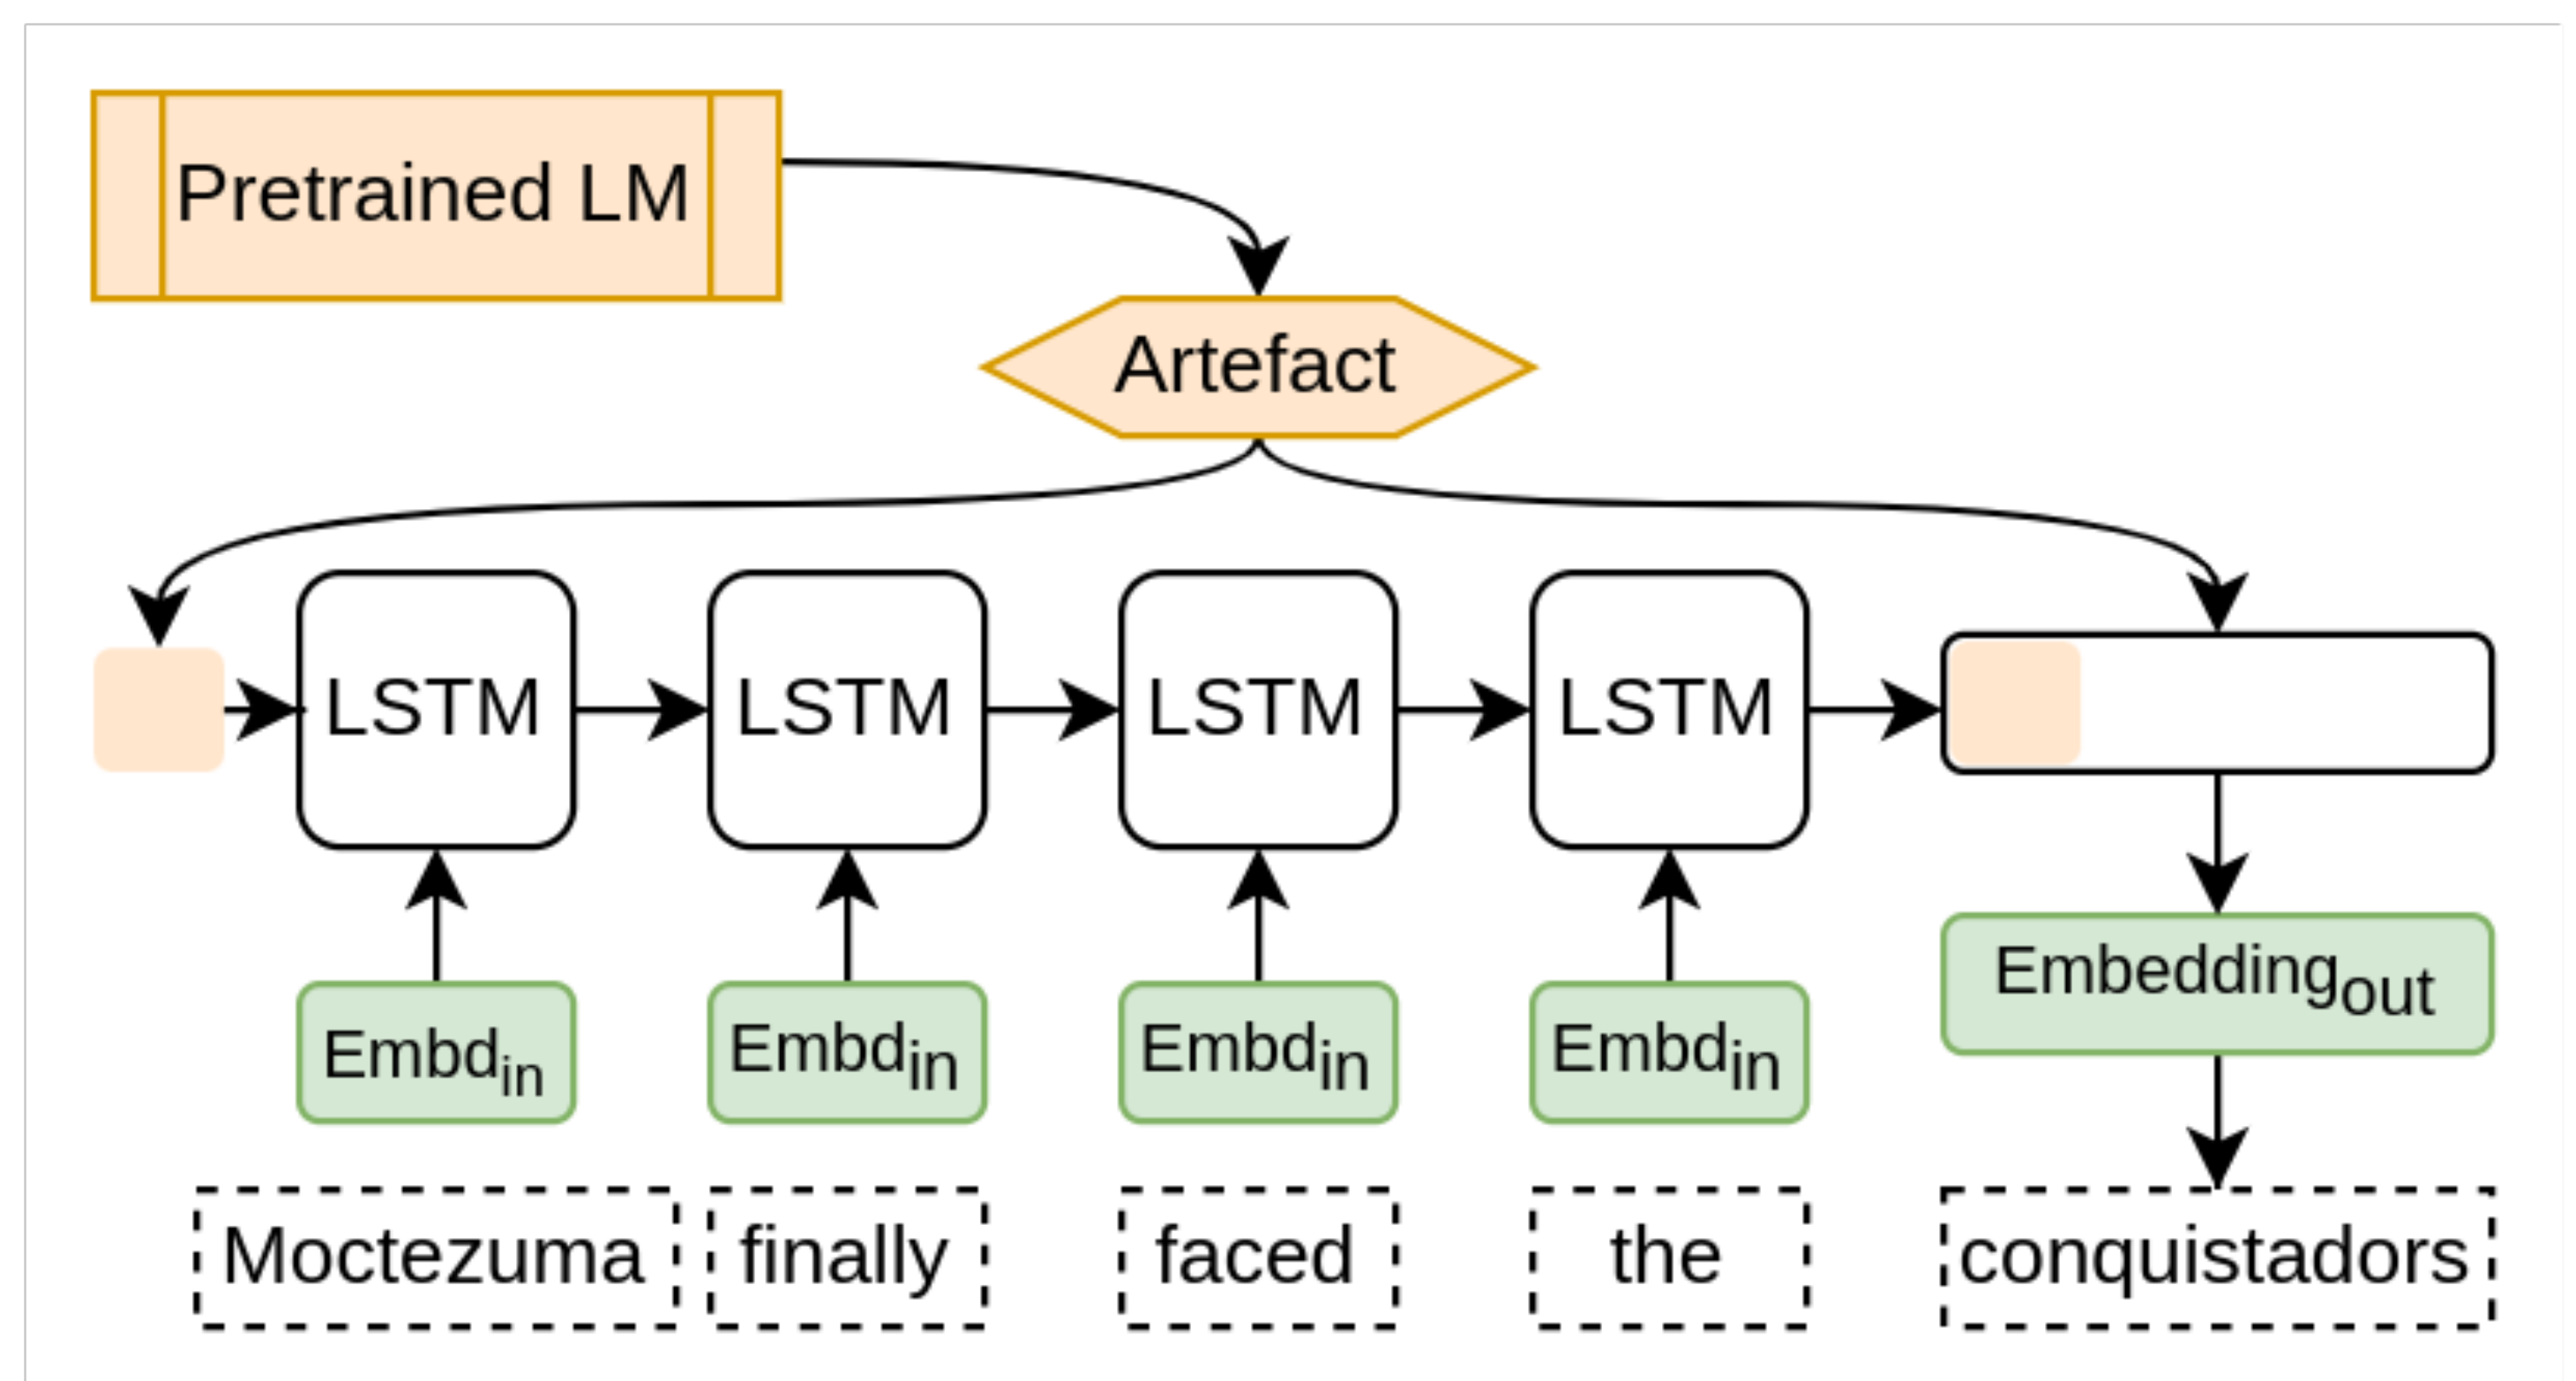 Pretrained LM
Artefact
LSTM LSTM LSTM LSTM
Embd_in Embd_in Embd_in Embd_in Embedding_out
Moctezuma finally faced the conquistadors